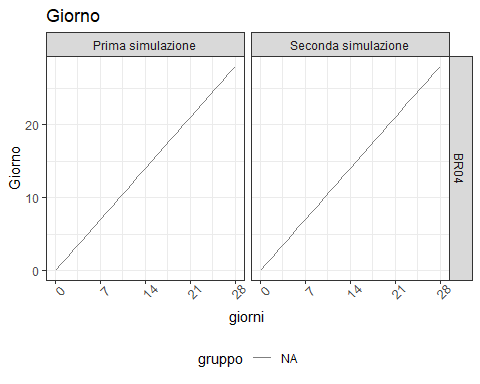 Giorno
Prima simulazione
Seconda simulazione
Giorno
20
10
0
BR04
0 7 14 21 28
0 7 14 21 28
giorni
gruppo NA